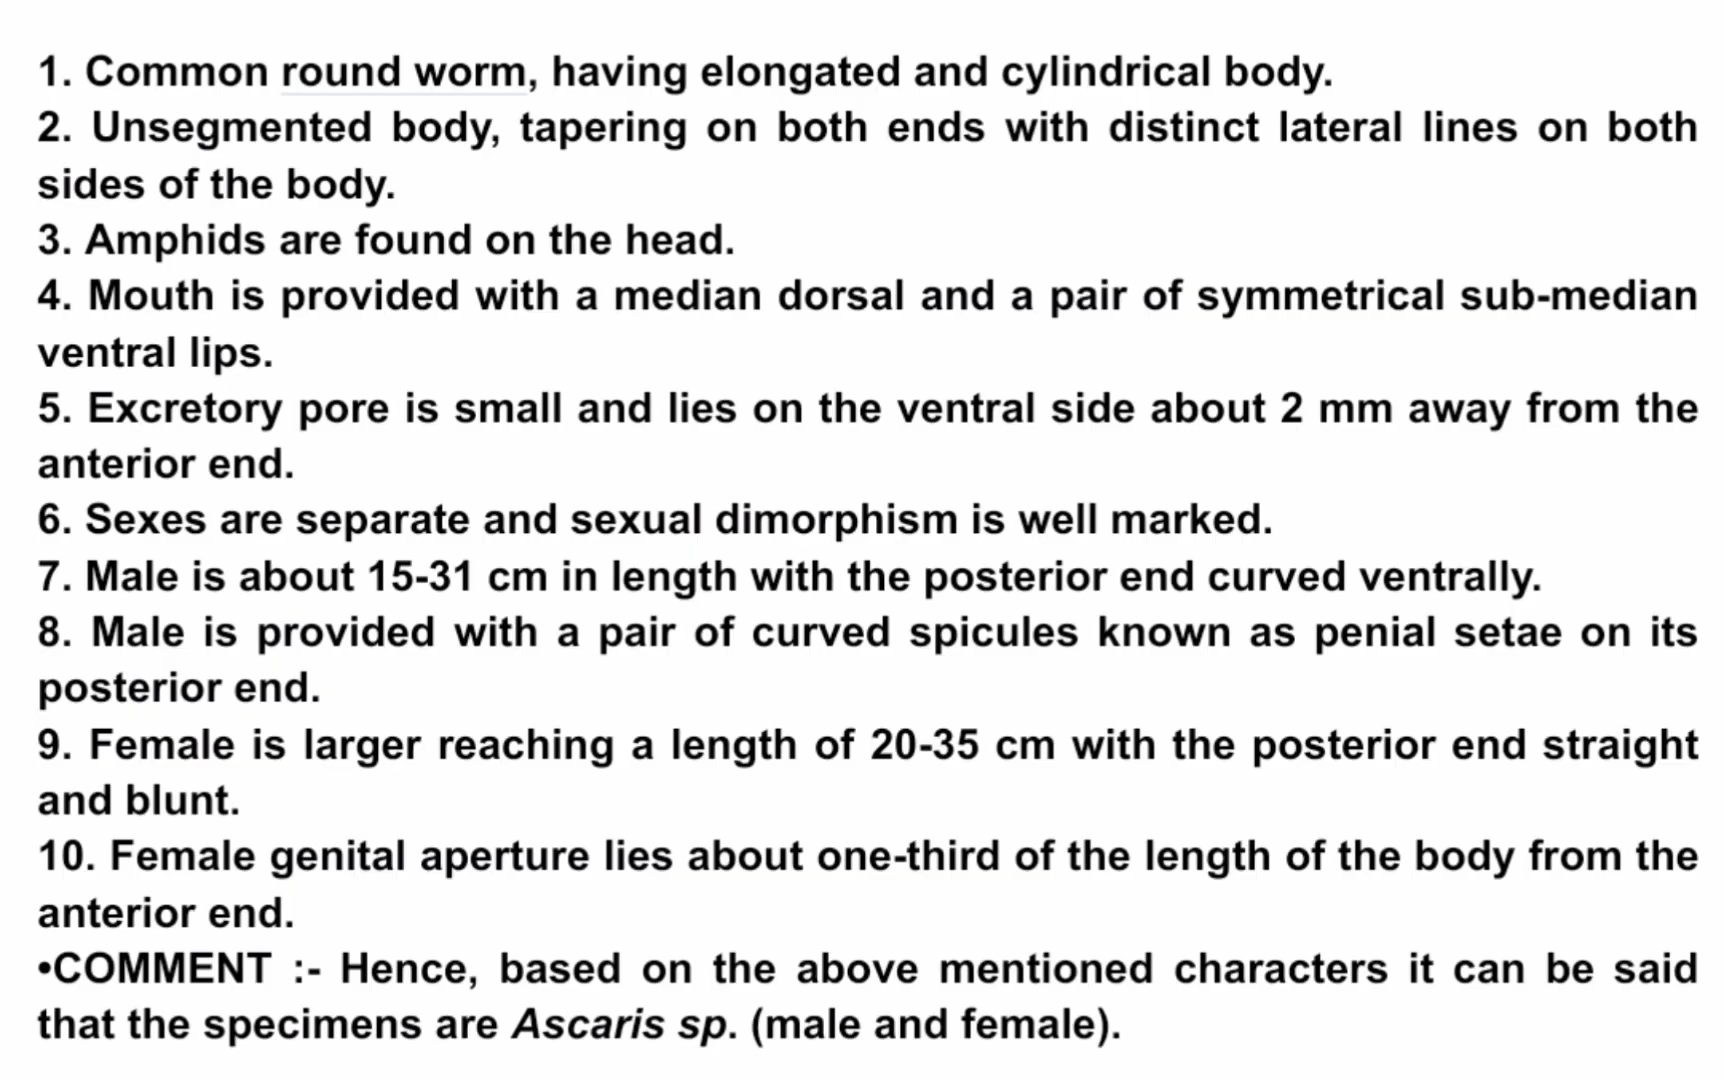 1. Common round worm, having elongated and cylindrical body.
2. Unsegmented body, tapering on both ends with distinct lateral lines on both
sides of the body.
3. Amphids are found on the head.
4. Mouth is provided with a median dorsal and a pair of symmetrical sub-median
ventral lips.
5. Excretory pore is small and lies on the ventral side about 2 mm away from the
anterior end.
6. Sexes are separate and sexual dimorphism is well marked.
7. Male is about 15-31 cm in length with the posterior end curved ventrally.
8. Male is provided with a pair of curved spicules known as penial setae on its
posterior end.
9. Female is larger reaching a length of 20-35 cm with the posterior end straight
and blunt.
10. Female genital aperture lies about one-third of the length of the body from the
anterior end.
•COMMENT :- Hence, based on the above mentioned characters it can be said
that the specimens are Ascaris sp. (male and female).